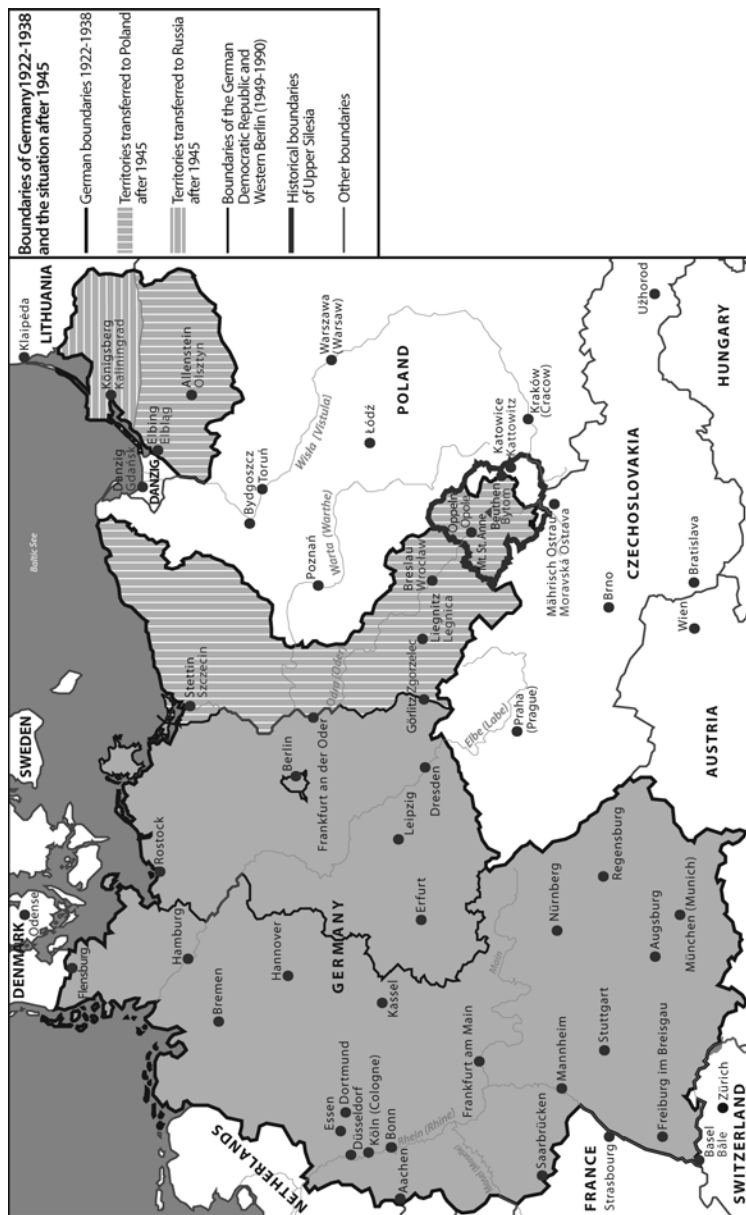 Boundaries of Germany1922-1938
and the situation after 1945
German boundaries 1922-1938
Territories transferred to Poland
after 1945
Territories transferred to Russia
after 1945
Boundaries of the German
Democratic Republic and
Western Berlin (1949-1990)
Historical boundaries
of Upper Silesia
Other boundaries
DENMARK
Odense
SWEDEN
Baltic See
Klaipėda
LITHUANIA
Flensburg
Rostock
Stettin
Szczecin
Danzig
Gdańsk
DANZIG
Elbing
Elbląg
Königsberg
Kaliningrad
Allenstein
Olsztyn
Hamburg
Bremen
Hannover
Berlin
Frankfurt an der Oder
Odra (Oder)
Bydgoszcz
Toruń
Poznań
Warta (Warthe)
Wisła (Vistula)
Warszawa
(Warsaw)
Łódź
POLAND
NETHERLANDS
Essen
Dortmund
Düsseldorf
Köln (Cologne)
Bonn
Aachen
Rhein (Rhine)
Kassel
GERMANY
Erfurt
Leipzig
Dresden
Elbe (Labe)
Görlitz
Zgorzelec
Liegnitz
Legnica
Breslau
Wrocław
Oppeln
Opole
Mt. St. Anne
Beuthen
Bytom
Katowice
Kattowitz
Kraków
(Cracow)
Frankfurt am Main
Main
Saarbrücken
Mannheim
Nürnberg
Regensburg
Praha
(Prague)
Mährisch Ostrau
Moravská Ostrava
CZECHOSLOVAKIA
Brno
Užhorod
FRANCE
Strasbourg
Stuttgart
Freiburg im Breisgau
Augsburg
München (Munich)
AUSTRIA
Wien
Bratislava
HUNGARY
Basel
Bâle
Zürich
SWITZERLAND